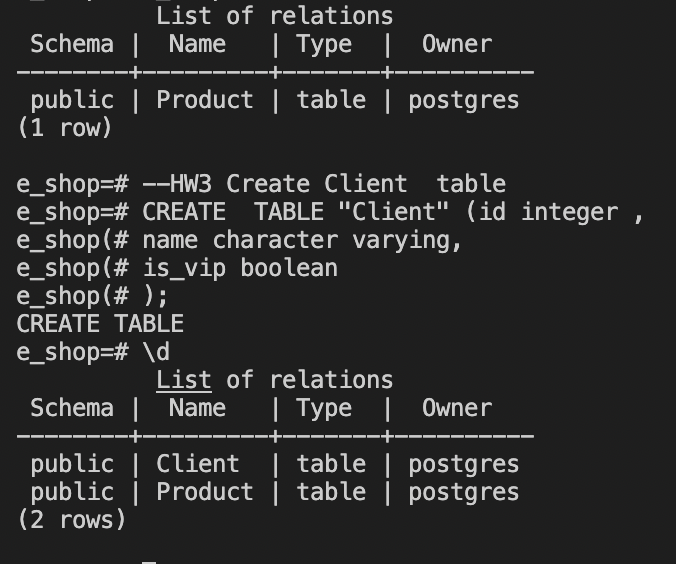 List of relations
Schema | Name | Type | Owner
--------+---------+-------+----------
public | Product | table | postgres
(1 row)
e_shop=# --HW3 Create Client  table
e_shop=# CREATE  TABLE "Client" (id integer ,
e_shop(# name character varying,
e_shop(# is_vip boolean
e_shop(# );
CREATE TABLE
e_shop=# \d
List of relations
Schema | Name | Type | Owner
--------+---------+-------+----------
public | Client | table | postgres
public | Product | table | postgres
(2 rows)